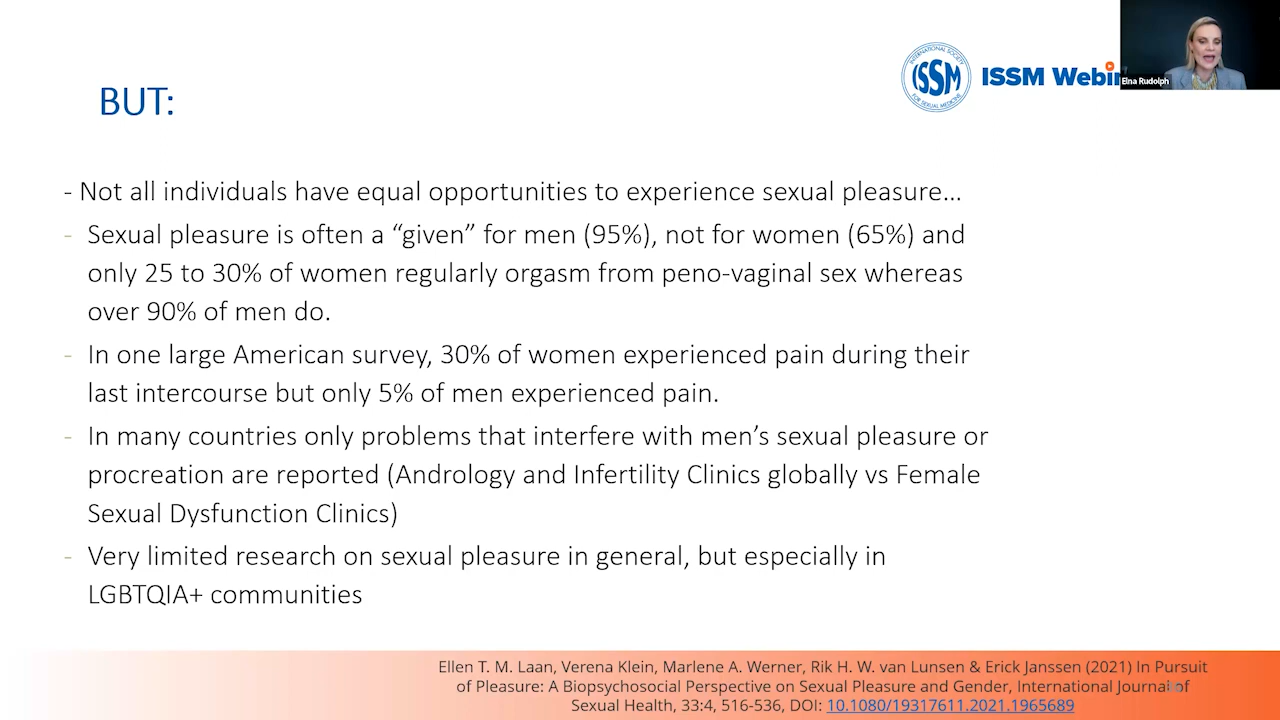 INTERNATIONAL SOCIETY
ISSM
FOR SEXUAL MEDICINE
ISSM
Elna Rudolph
BUT:
- Not all individuals have equal opportunities to experience sexual pleasure…
- Sexual pleasure is often a “given” for men (95%), not for women (65%) and
only 25 to 30% of women regularly orgasm from peno-vaginal sex whereas
over 90% of men do.
- In one large American survey, 30% of women experienced pain during their
last intercourse but only 5% of men experienced pain.
- In many countries only problems that interfere with men’s sexual pleasure or
procreation are reported (Andrology and Infertility Clinics globally vs Female
Sexual Dysfunction Clinics)
- Very limited research on sexual pleasure in general, but especially in
LGBTQIA+ communities
Ellen T. M. Laan, Verena Klein, Marlene A. Werner, Rik H. W. van Lunsen & Erick Janssen (2021) In Pursuit
of Pleasure: A Biopsychosocial Perspective on Sexual Pleasure and Gender, International Journal of
Sexual Health, 33:4, 516-536, DOI: 10.1080/19317611.2021.1965689